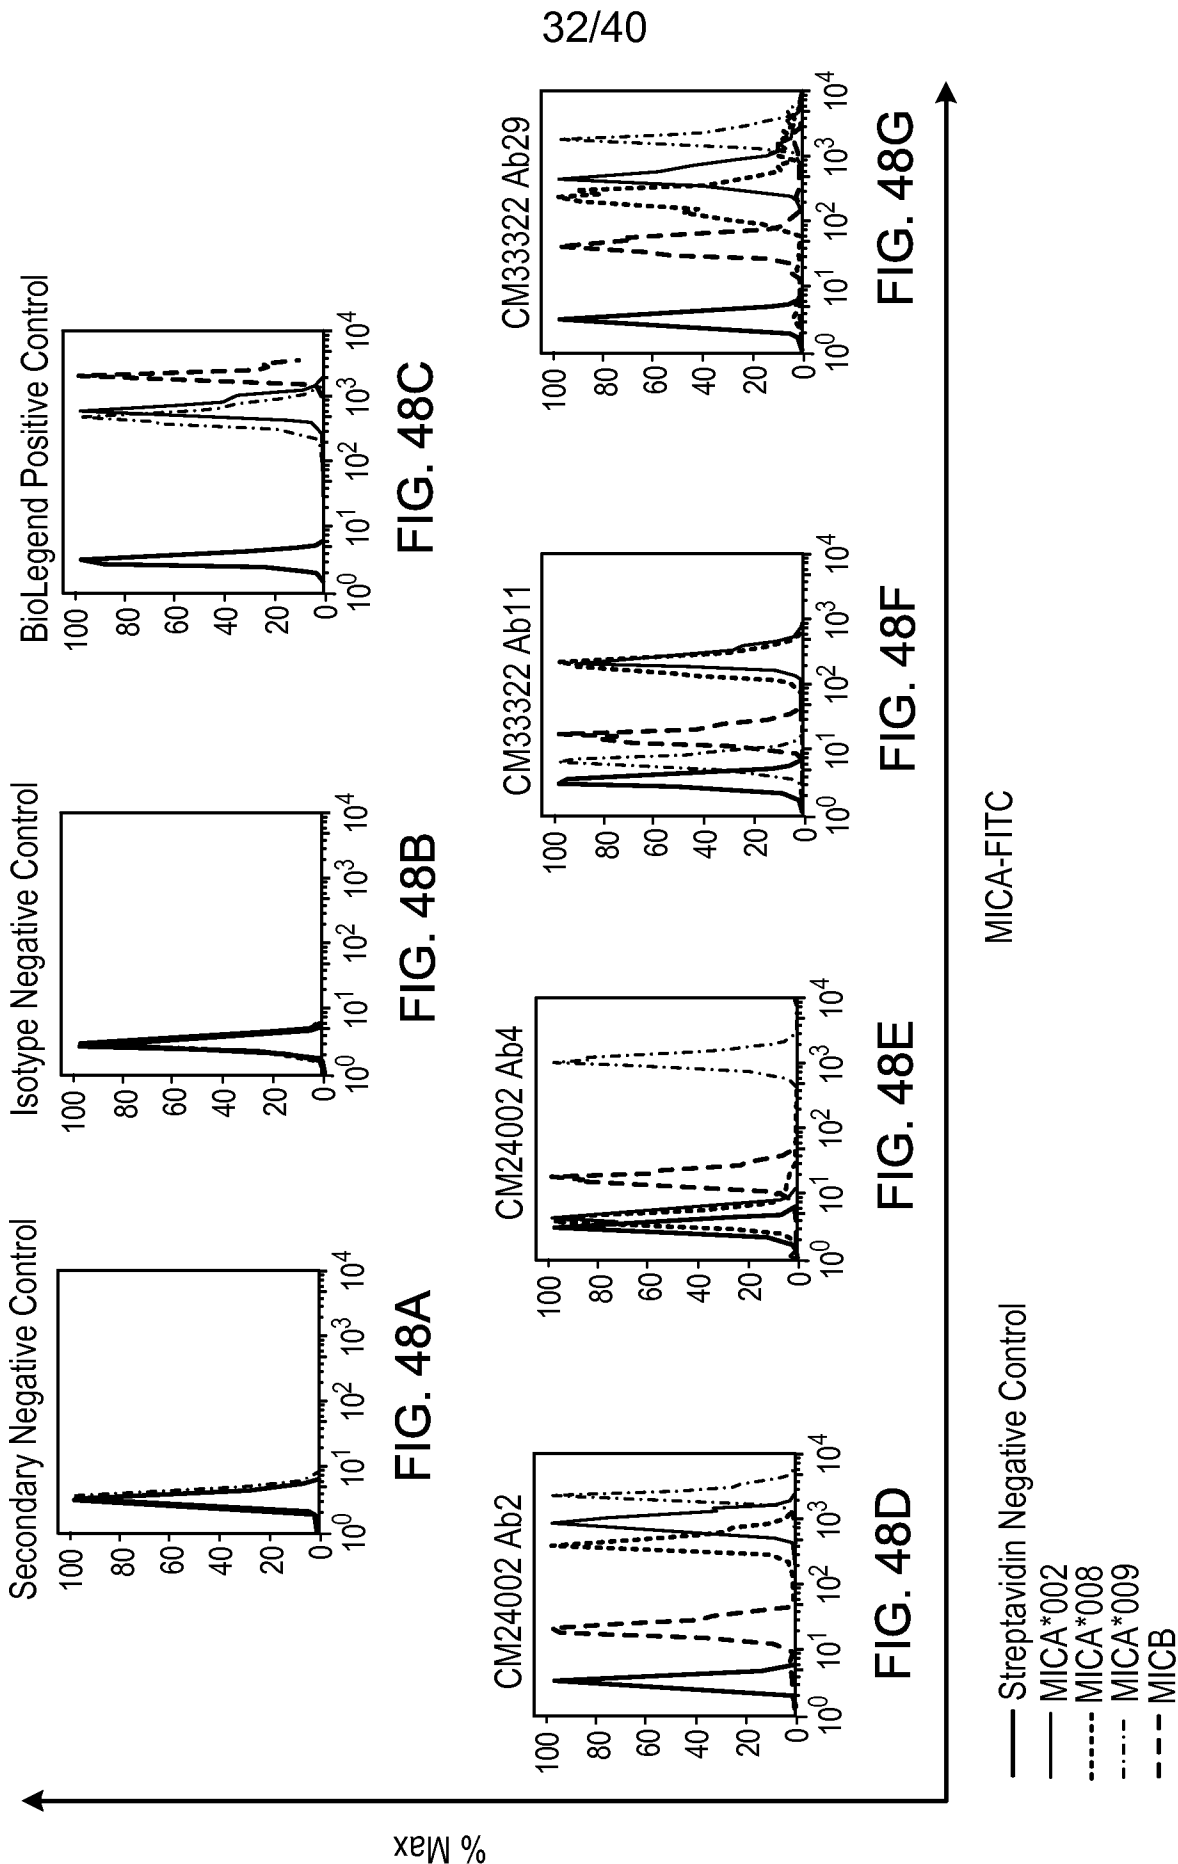 32/40
Secondary Negative Control
100
80
60
40
20
0
10^0 10^1 10^2 10^3 10^4
FIG. 48A
Isotype Negative Control
100
80
60
40
20
0
10^0 10^1 10^2 10^3 10^4
FIG. 48B
BioLegend Positive Control
100
80
60
40
20
0
10^0 10^1 10^2 10^3 10^4
FIG. 48C
CM24002 Ab2
100
80
60
40
20
0
10^0 10^1 10^2 10^3 10^4
FIG. 48D
CM24002 Ab4
100
80
60
40
20
0
10^0 10^1 10^2 10^3 10^4
FIG. 48E
CM33322 Ab11
100
80
60
40
20
0
10^0 10^1 10^2 10^3 10^4
FIG. 48F
CM33322 Ab29
100
80
60
40
20
0
10^0 10^1 10^2 10^3 10^4
FIG. 48G
% Max
MICA-FITC
Streptavidin Negative Control
MICA*002
MICA*008
MICA*009
MICB